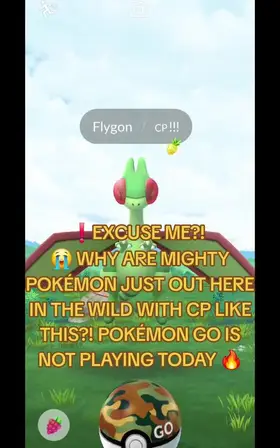 Flygon / CP!!!
❗EXCUSE ME?!
😭 WHY ARE MIGHTY
POKÉMON JUST OUT HERE
IN THE WILD WITH CP LIKE
THIS?! POKÉMON GO IS
NOT PLAYING TODAY 🔥
GO